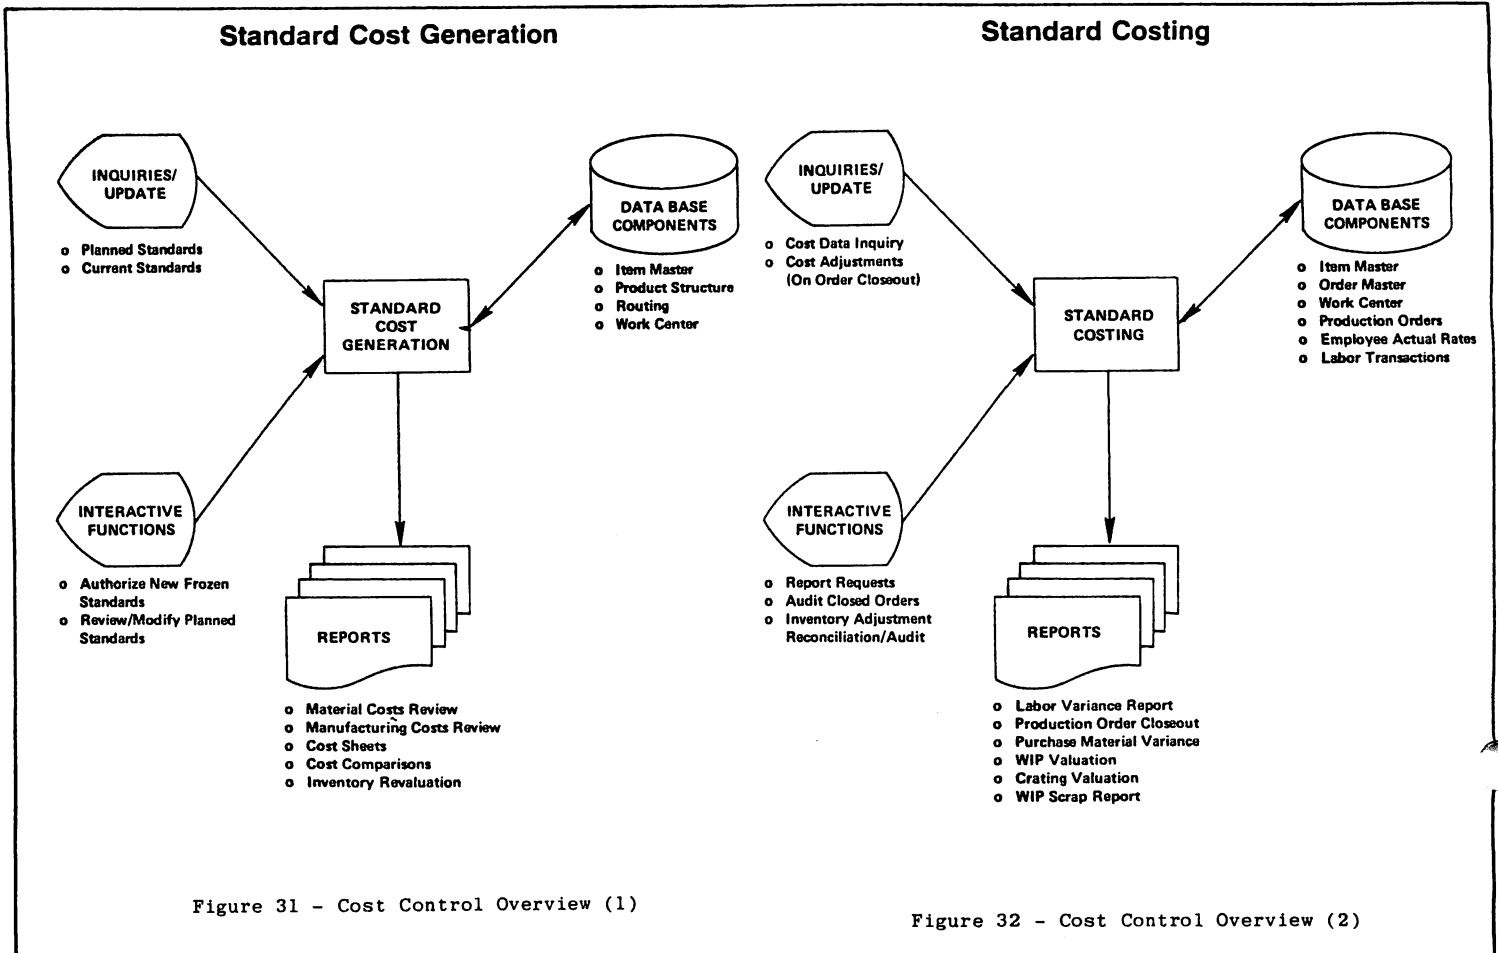 Standard Cost Generation
INQUIRIES/
UPDATE
o Planned Standards
o Current Standards
DATA BASE
COMPONENTS
o Item Master
o Product Structure
o Routing
o Work Center
STANDARD
COST
GENERATION
INTERACTIVE
FUNCTIONS
o Authorize New Frozen
Standards
o Review/Modify Planned
Standards
REPORTS
o Material Costs Review
o Manufacturing Costs Review
o Cost Sheets
o Cost Comparisons
o Inventory Revaluation
Figure 31 - Cost Control Overview (1)
Standard Costing
INQUIRIES/
UPDATE
o Cost Data Inquiry
o Cost Adjustments
(On Order Closeout)
DATA BASE
COMPONENTS
o Item Master
o Order Master
o Work Center
o Production Orders
o Employee Actual Rates
o Labor Transactions
STANDARD
COSTING
INTERACTIVE
FUNCTIONS
o Report Requests
o Audit Closed Orders
o Inventory Adjustment
Reconciliation/Audit
REPORTS
o Labor Variance Report
o Production Order Closeout
o Purchase Material Variance
o WIP Valuation
o Crating Valuation
o WIP Scrap Report
Figure 32 - Cost Control Overview (2)